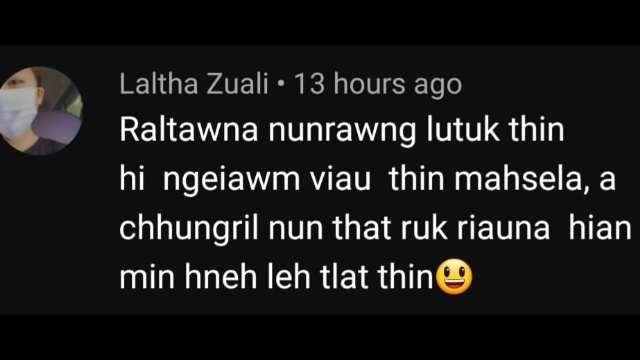 Laltha Zuali • 13 hours ago
Raltawna nunrawng lutuk thin
hi ngeiawm viau thin mahsela, a
chhungril nun that ruk riauna hian
min hneh leh tlat thin😃